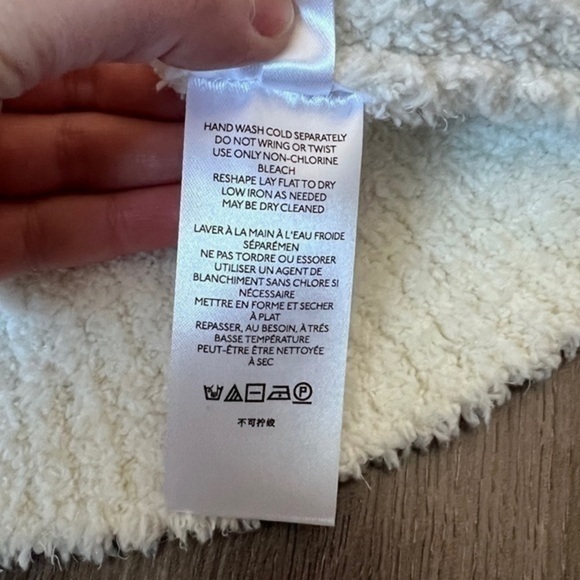 HAND WASH COLD SEPARATELY
DO NOT WRING OR TWIST
USE ONLY NON-CHLORINE
BLEACH
RESHAPE LAY FLAT TO DRY
LOW IRON AS NEEDED
MAY BE DRY CLEANED
LAVER À LA MAIN À L'EAU FROIDE
SÉPARÉMEN
NE PAS TORDRE OU ESSORER
UTILISER UN AGENT DE
BLANCHIMENT SANS CHLORE SI
NÉCESSAIRE
METTRE EN FORME ET SECHER
À PLAT
REPASSER, AU BESOIN, À TRÉS
BASSE TEMPÉRATURE
PEUT-ÊTRE ÊTRE NETTOYÉE
À SEC
P
不可拧绞